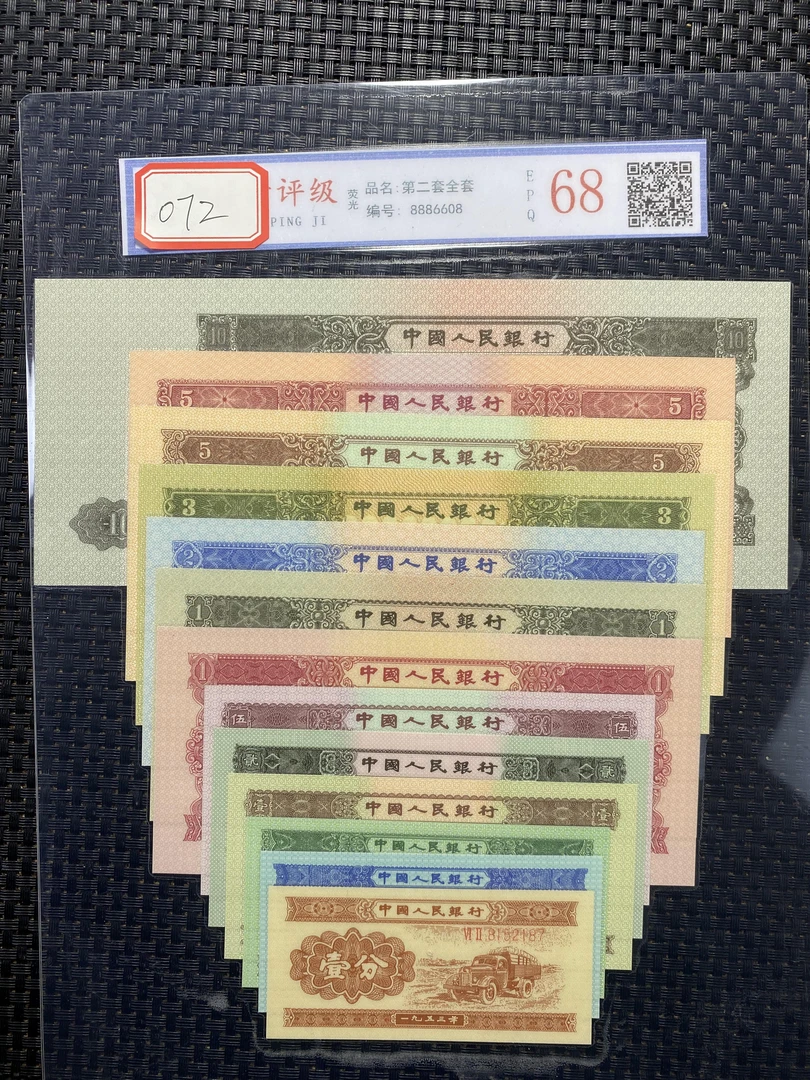 072
评级
PING JI
荧光
品名: 第二套全套
编号: 8886608
EPQ
68
10 中國人民銀行 10
10
5 中國人民銀行 5
5 中國人民銀行 5
3 中國人民銀行 3
2 中國人民銀行 2
1 中國人民銀行 1
1 中國人民銀行 1
伍 中國人民銀行 伍
貳 中國人民銀行 貳
壹 中國人民銀行 壹
中國人民銀行
中國人民銀行
中國人民銀行
VI II 8192187
壹分
一九五三年